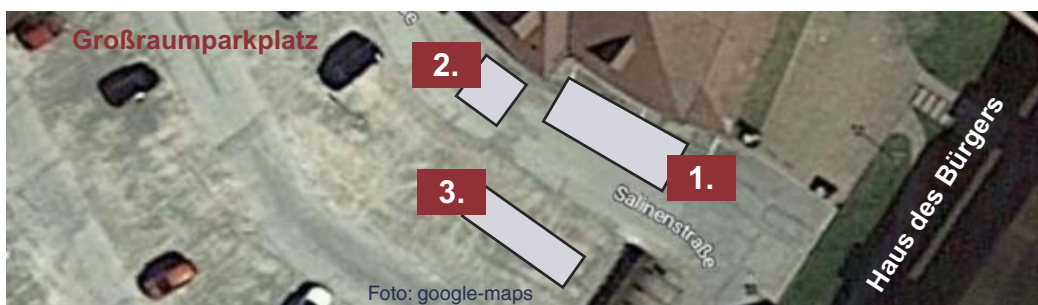 Großraumparkplatz
2.
1.
3.
Salinenstraße
Haus des Bürgers
Foto: google-maps